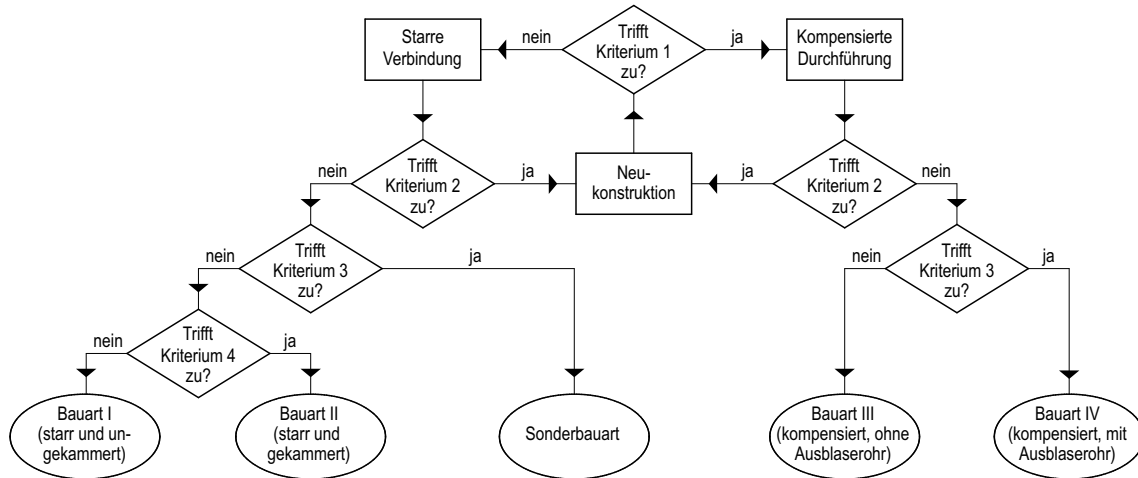 Starre
Verbindung
nein
Trifft
Kriterium 1
zu?
ja
Kompensierte
Durchführung
nein
Trifft
Kriterium 2
zu?
ja
Neu-
konstruktion
ja
Trifft
Kriterium 2
zu?
nein
nein
Trifft
Kriterium 3
zu?
ja
nein
Trifft
Kriterium 3
zu?
ja
nein
Trifft
Kriterium 4
zu?
ja
Bauart I
(starr und un-
gekammert)
Bauart II
(starr und
gekammert)
Sonderbauart
Bauart III
(kompensiert, ohne
Ausblaserohr)
Bauart IV
(kompensiert, mit
Ausblaserohr)